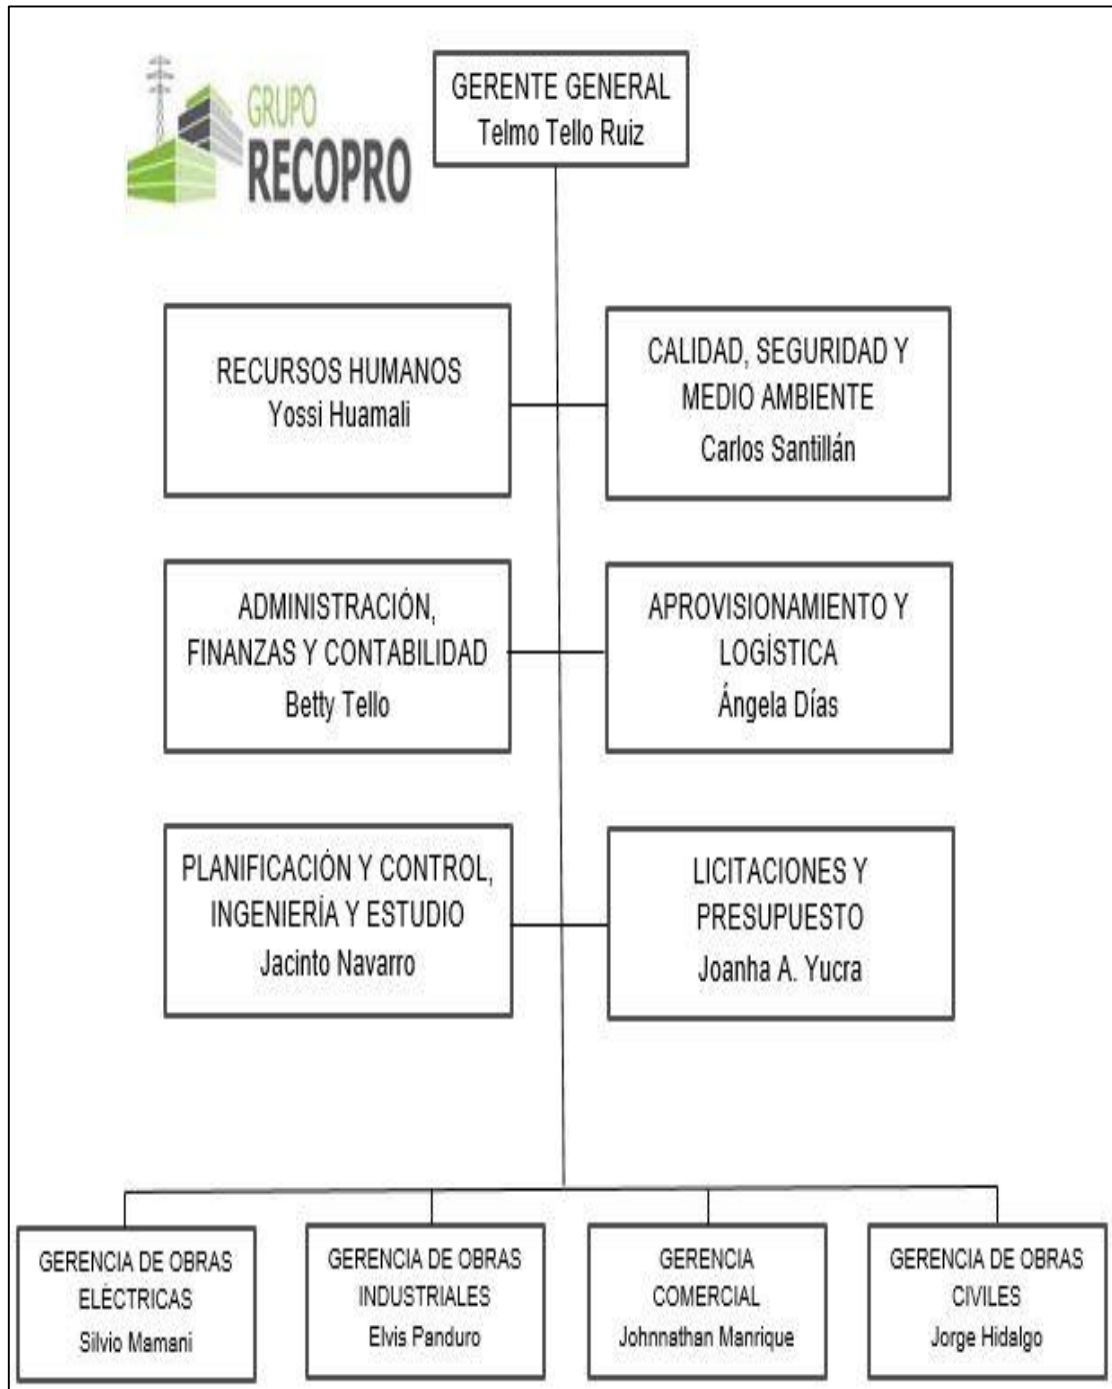 GRUPO
RECOPRO
GERENTE GENERAL
Telmo Tello Ruiz
RECURSOS HUMANOS
Yossi Huamali
CALIDAD, SEGURIDAD Y
MEDIO AMBIENTE
Carlos Santillán
ADMINISTRACIÓN,
FINANZAS Y CONTABILIDAD
Betty Tello
APROVISIONAMIENTO Y
LOGÍSTICA
Ángela Días
PLANIFICACIÓN Y CONTROL,
INGENIERÍA Y ESTUDIO
Jacinto Navarro
LICITACIONES Y
PRESUPUESTO
Joanha A. Yucra
GERENCIA DE OBRAS
ELÉCTRICAS
Silvio Mamani
GERENCIA DE OBRAS
INDUSTRIALES
Elvis Panduro
GERENCIA
COMERCIAL
Johnnathan Manrique
GERENCIA DE OBRAS
CIVILES
Jorge Hidalgo